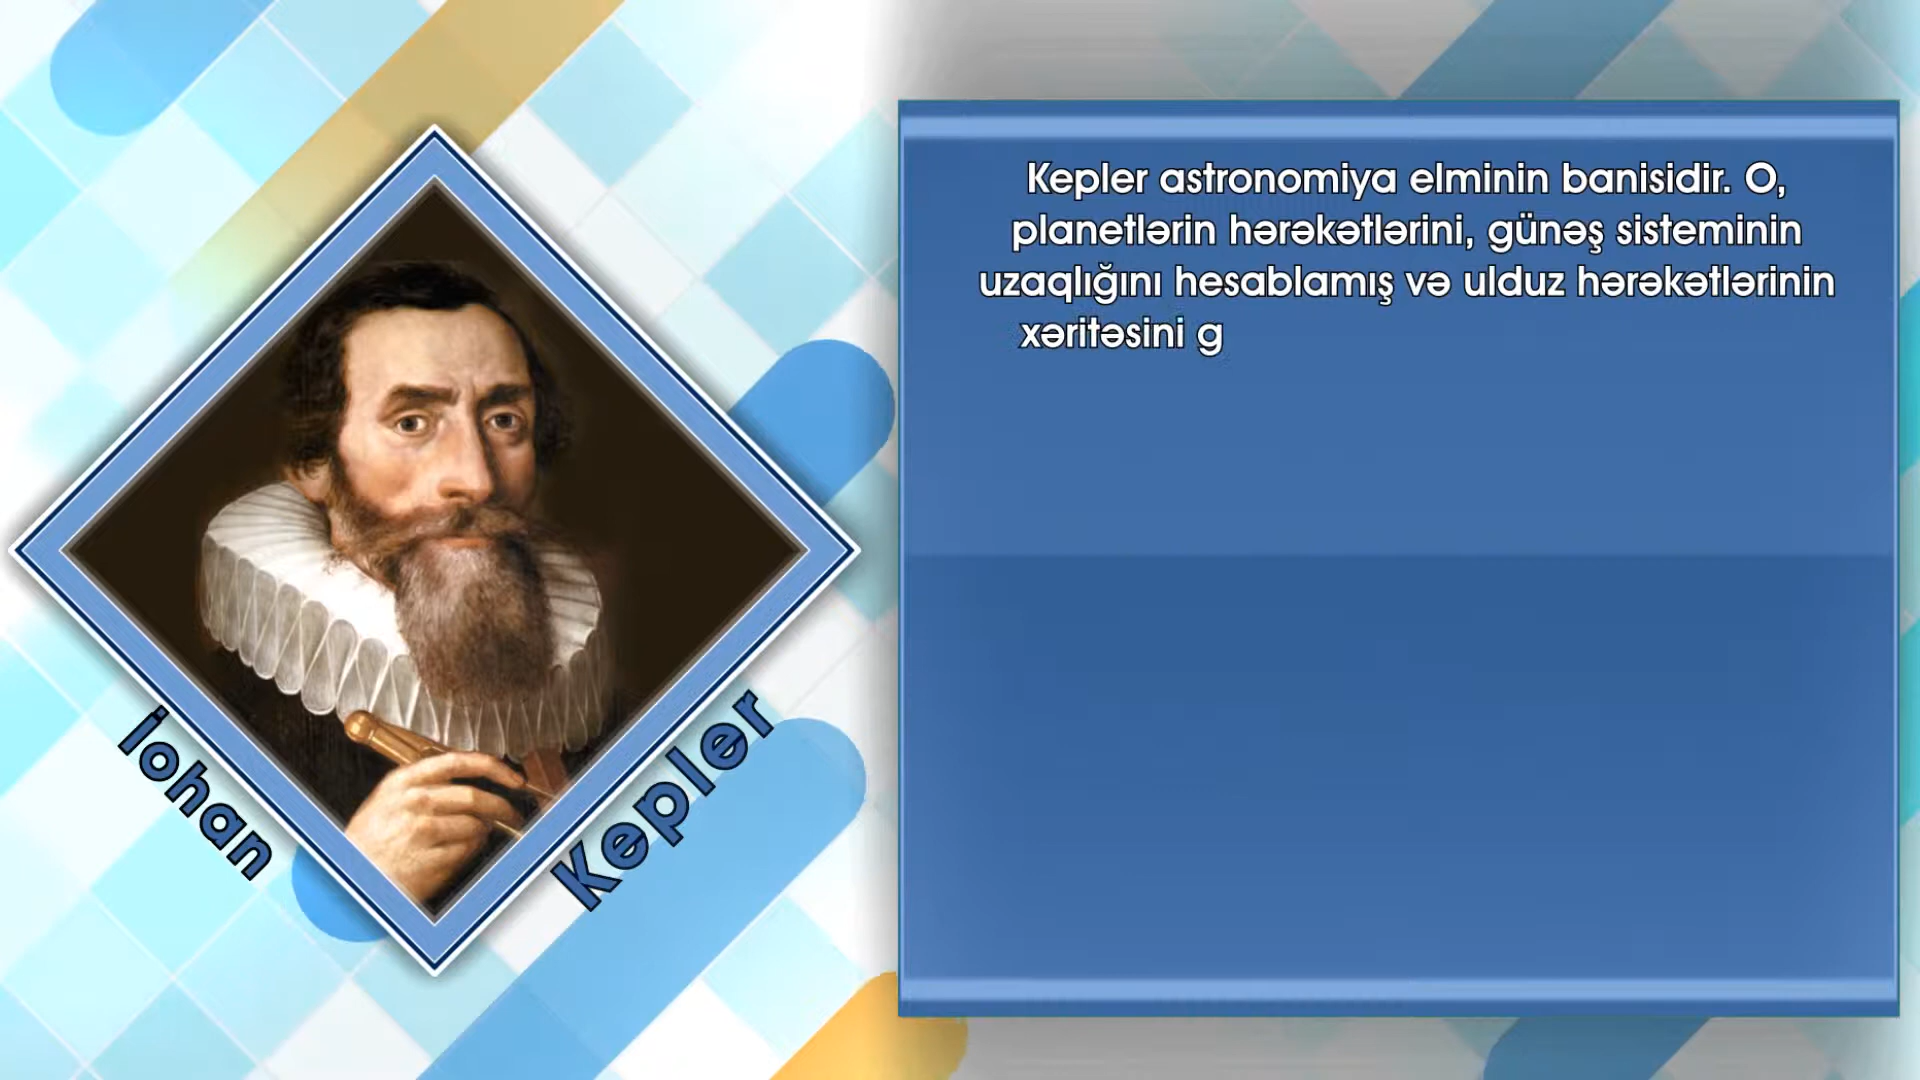 Kepler astronomiya elminin banisidir. O,
planetlərin hərəkətlərini, günəş sisteminin
uzaqlığını hesablamış və ulduz hərəkətlərinin
xəritəsini g
İohan
Kepler